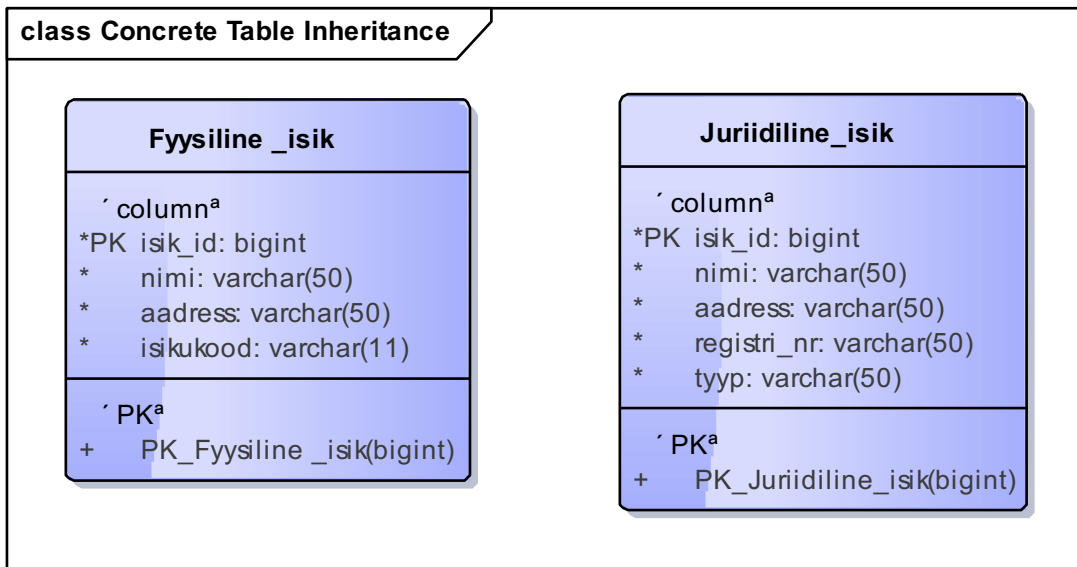 class Concrete Table Inheritance
Fyysiline _isik
´ columnª
*PK isik_id: bigint
* nimi: varchar(50)
* aadress: varchar(50)
* isikukood: varchar(11)
´ PKª
+ PK_Fyysiline _isik(bigint)
Juriidiline_isik
´ columnª
*PK isik_id: bigint
* nimi: varchar(50)
* aadress: varchar(50)
* registri_nr: varchar(50)
* tyyp: varchar(50)
´ PKª
+ PK_Juriidiline_isik(bigint)